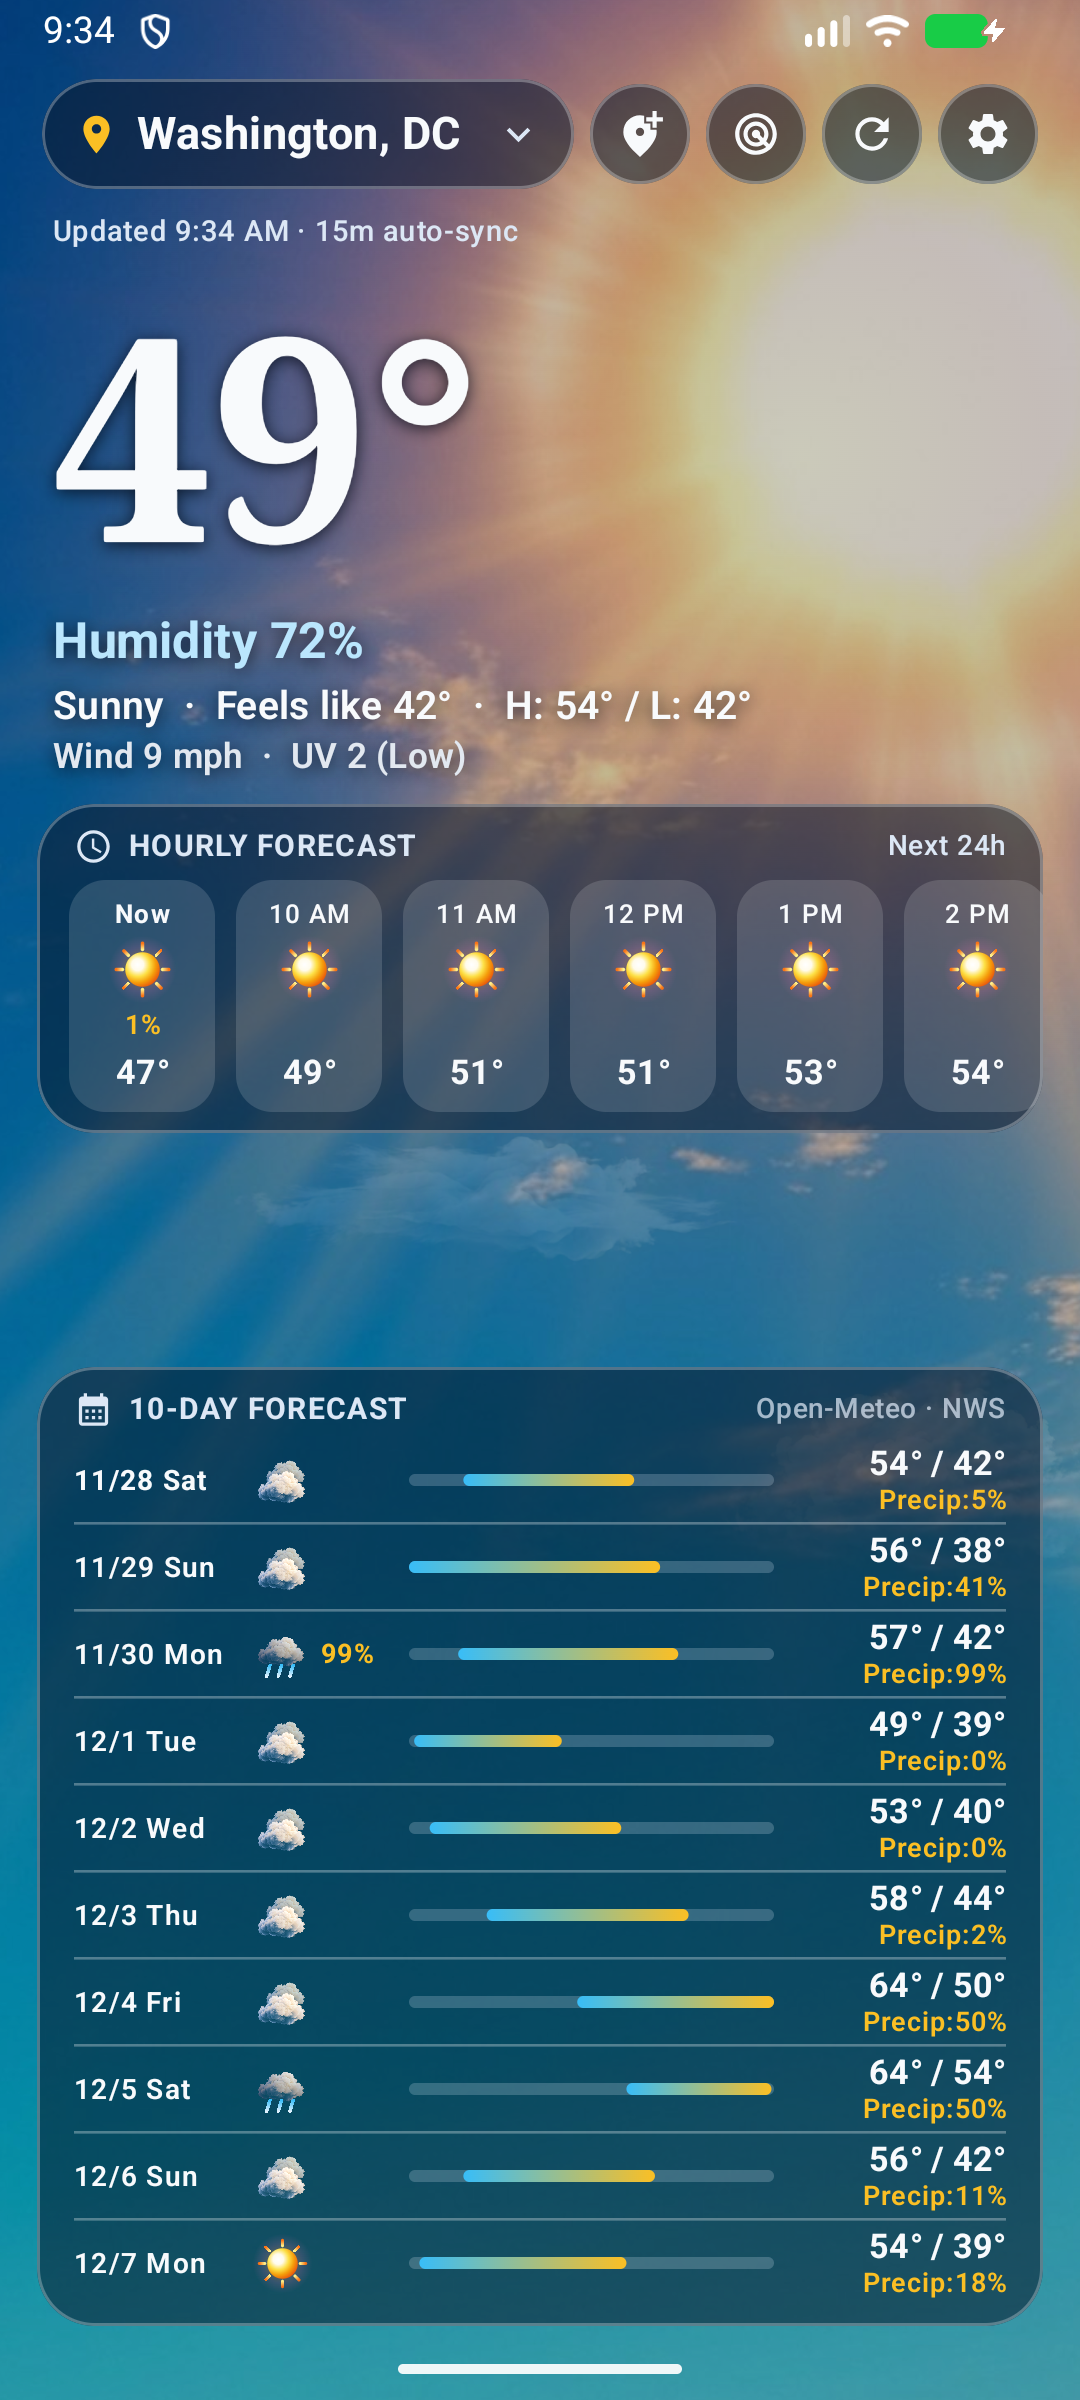 9:34
Washington, DC
Updated 9:34 AM · 15m auto-sync
49°
Humidity 72%
Sunny · Feels like 42° · H: 54° / L: 42°
Wind 9 mph · UV 2 (Low)
HOURLY FORECAST Next 24h
Now 10 AM 11 AM 12 PM 1 PM 2 PM
1%
47° 49° 51° 51° 53° 54°
10-DAY FORECAST Open-Meteo · NWS
11/28 Sat 54° / 42°
Precip:5%
11/29 Sun 56° / 38°
Precip:41%
11/30 Mon 99% 57° / 42°
Precip:99%
12/1 Tue 49° / 39°
Precip:0%
12/2 Wed 53° / 40°
Precip:0%
12/3 Thu 58° / 44°
Precip:2%
12/4 Fri 64° / 50°
Precip:50%
12/5 Sat 64° / 54°
Precip:50%
12/6 Sun 56° / 42°
Precip:11%
12/7 Mon 54° / 39°
Precip:18%